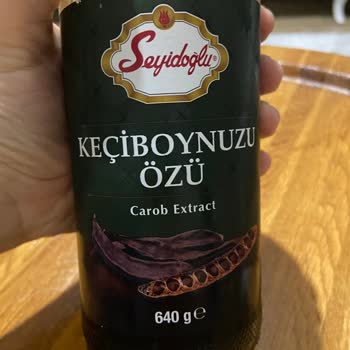 Seyidoğlu
KEÇİBOYNUZU
ÖZÜ
Carob Extract
640 g℮